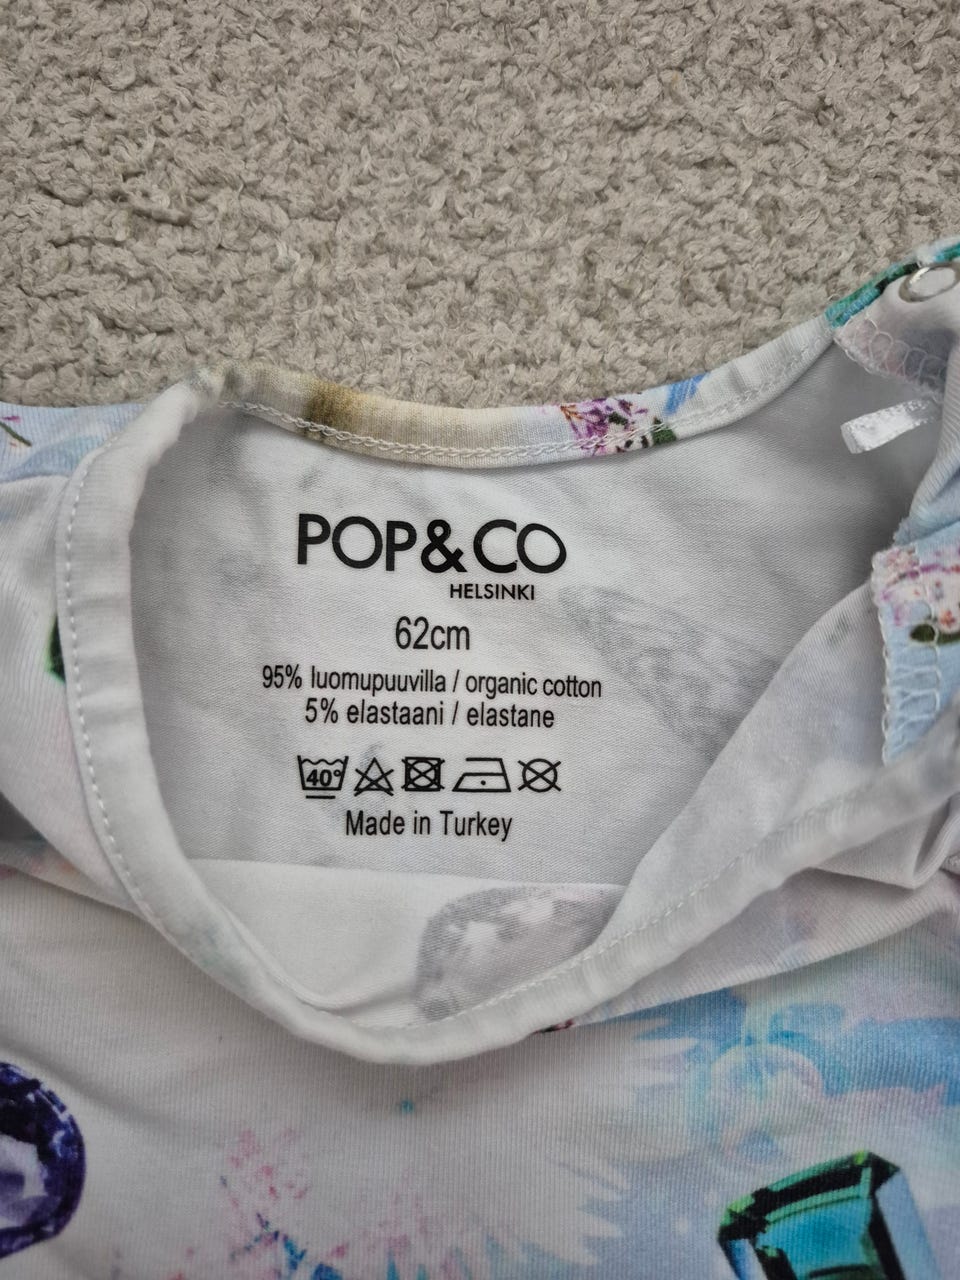 POP&CO
HELSINKI
62cm
95% luomupuuvilla / organic cotton
5% elastaani / elastane
40°
Made in Turkey